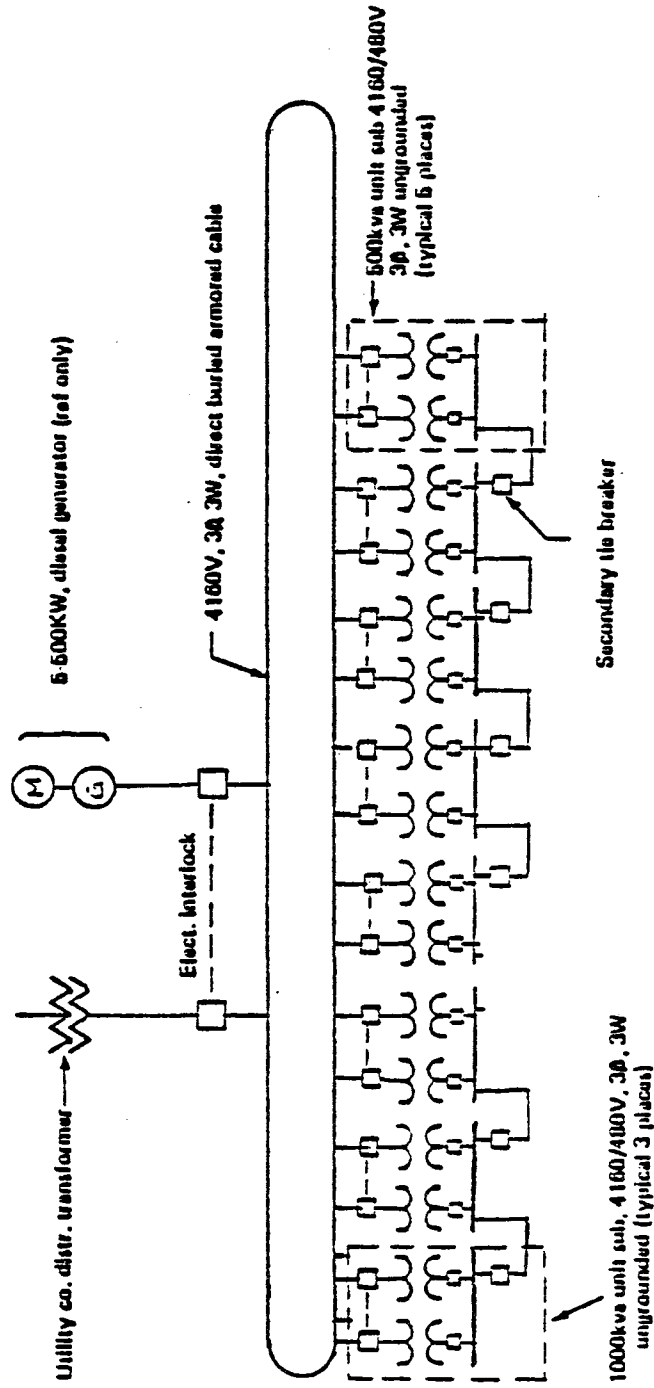 Utility co. distr. transformer
Elect. interlock
M
G
5-500KW, diesel generator (ref only)
4160V, 3Ø, 3W, direct buried armored cable
500kva unit sub 4160/480V
3Ø, 3W ungrounded
(typical 5 places)
Secondary tie breaker
1000kva unit sub, 4160/480V, 3Ø, 3W
ungrounded (typical 3 places)